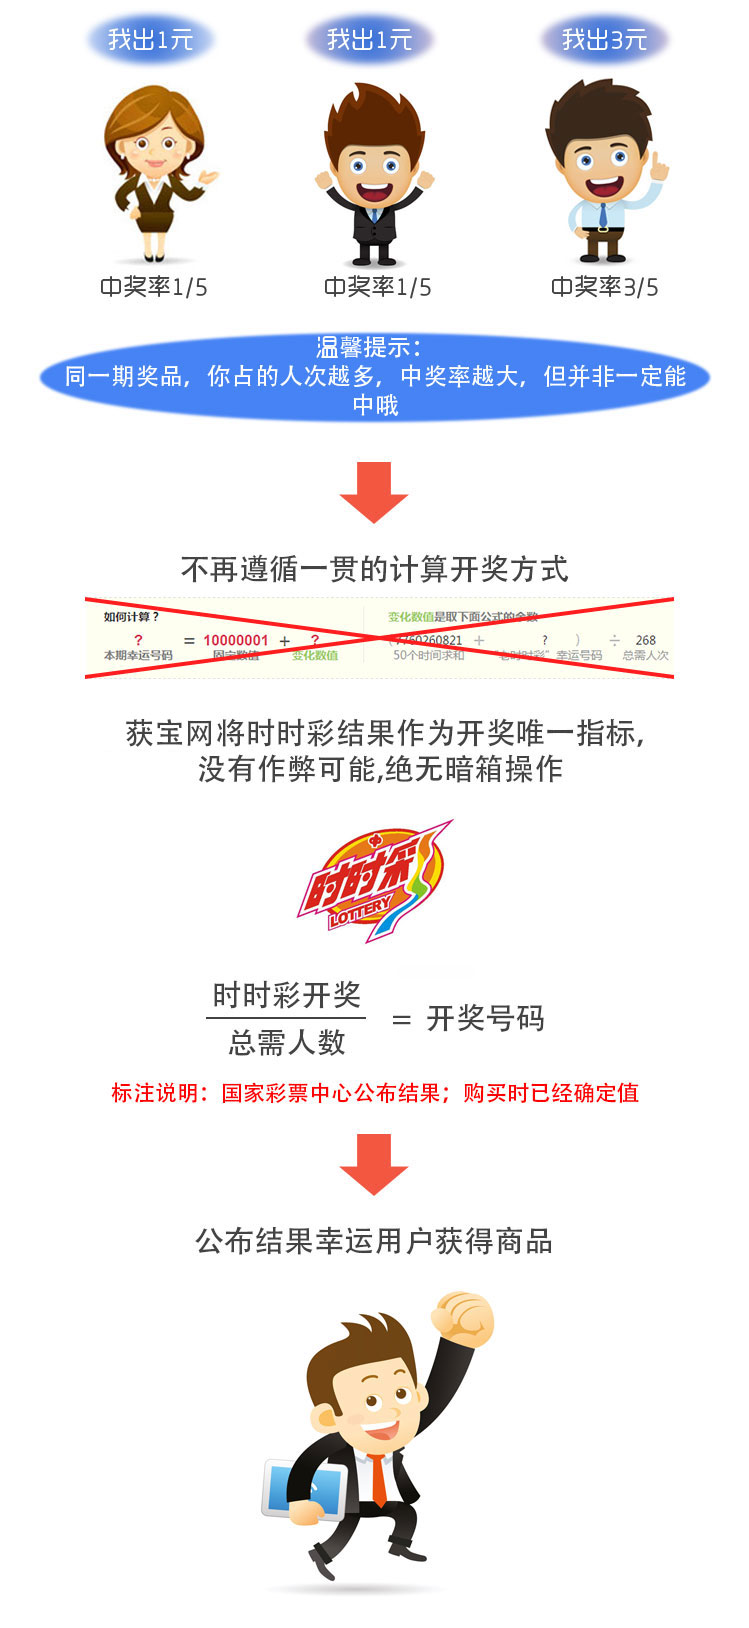 我出1元
我出1元
我出3元
中奖率1/5
中奖率1/5
中奖率3/5
温馨提示：
同一期奖品，你占的人次越多，中奖率越大，但并非一定能
中哦
不再遵循一贯的计算开奖方式
如何计算？
变化数值是取下面公式的余数
? = 10000001 + ?
本期幸运号码 固定数值 变化数值
760260821 + ? ) ÷ 268
50个时间求和 “老时时彩” 幸运号码 总需人次
获宝网将时时彩结果作为开奖唯一指标,
没有作弊可能,绝无暗箱操作
时时彩
LOTTERY
时时彩开奖
总需人数
= 开奖号码
标注说明：国家彩票中心公布结果；购买时已经确定值
公布结果幸运用户获得商品